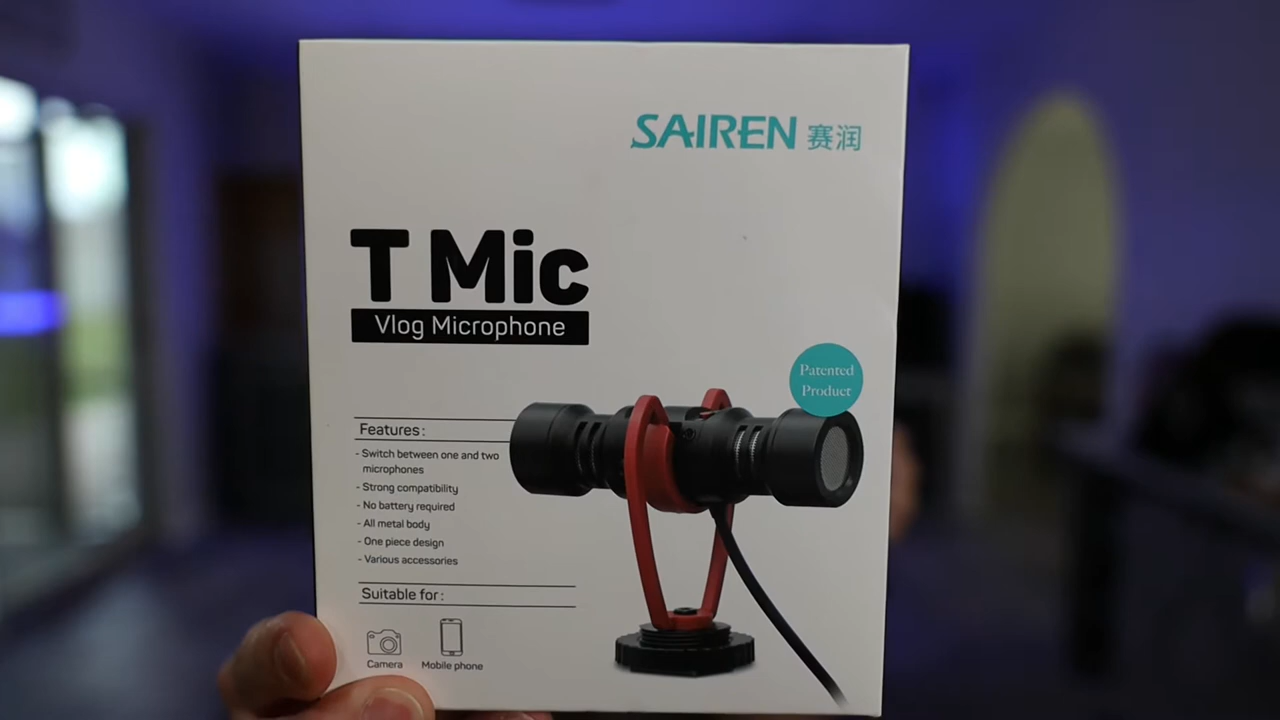 SAIREN 赛润
T Mic
Vlog Microphone
Patented
Product
Features:
- Switch between one and two
microphones
- Strong compatibility
- No battery required
- All metal body
- One piece design
- Various accessories
Suitable for:
Camera
Mobile phone